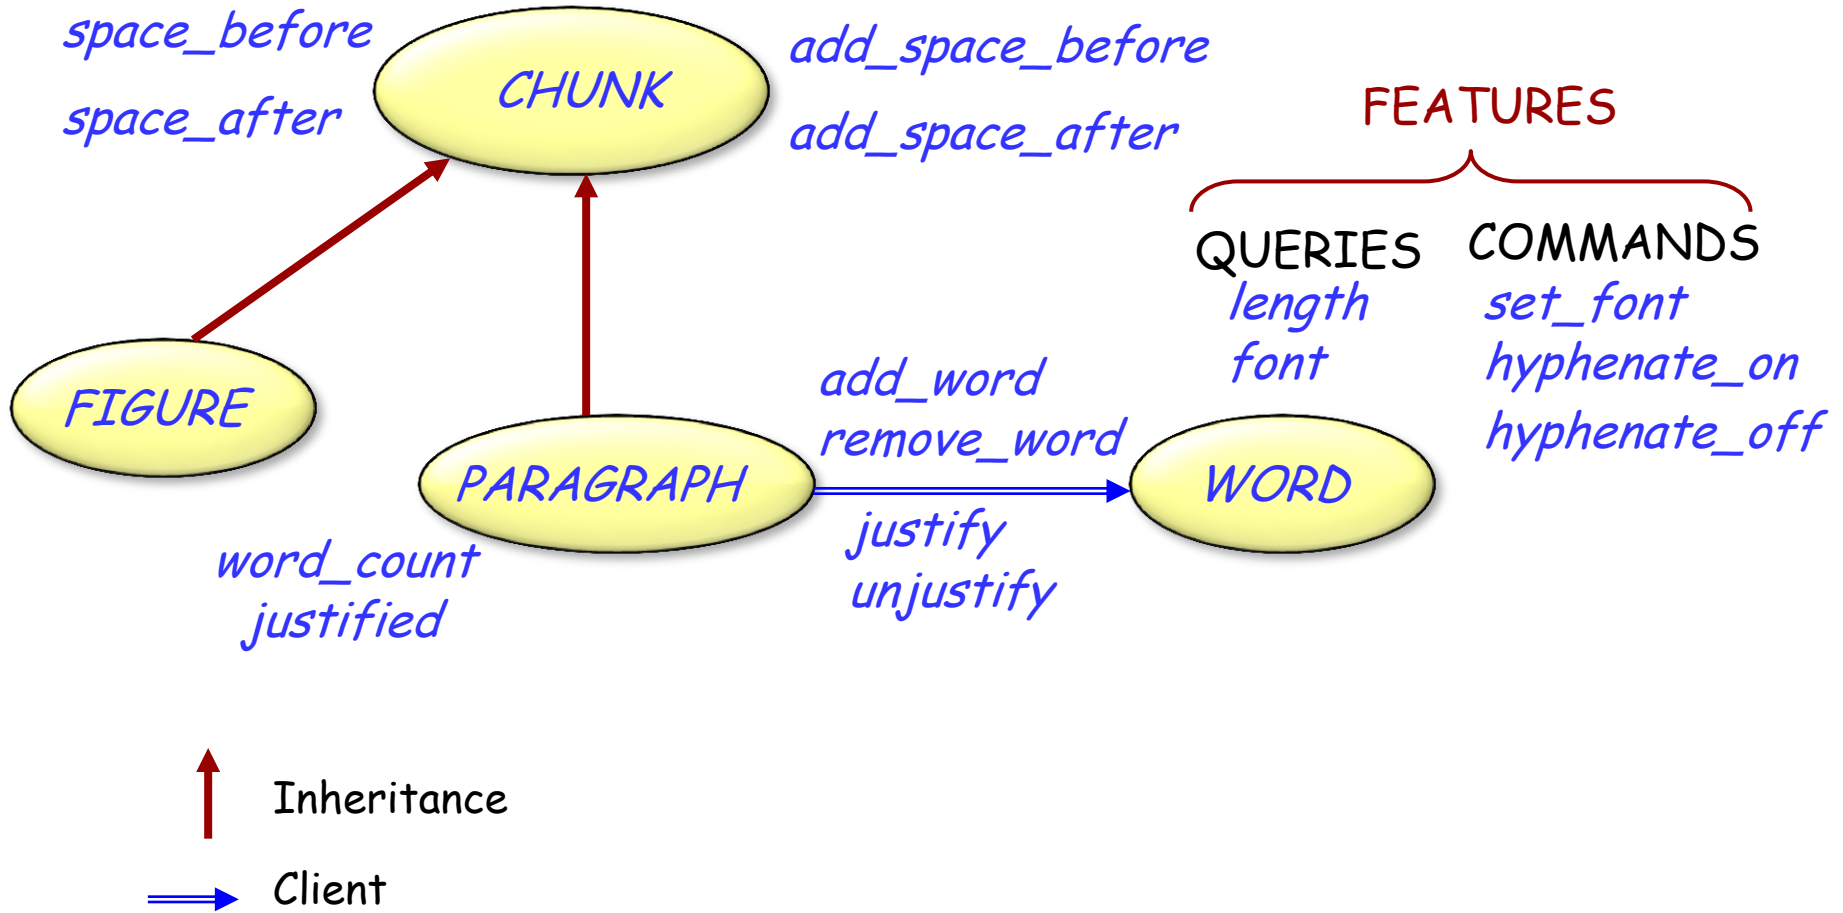 space_before
space_after
CHUNK
add_space_before
add_space_after
FEATURES
QUERIES
length
font
COMMANDS
set_font
hyphenate_on
hyphenate_off
FIGURE
PARAGRAPH
add_word
remove_word
justify
unjustify
WORD
word_count
justified
Inheritance
Client